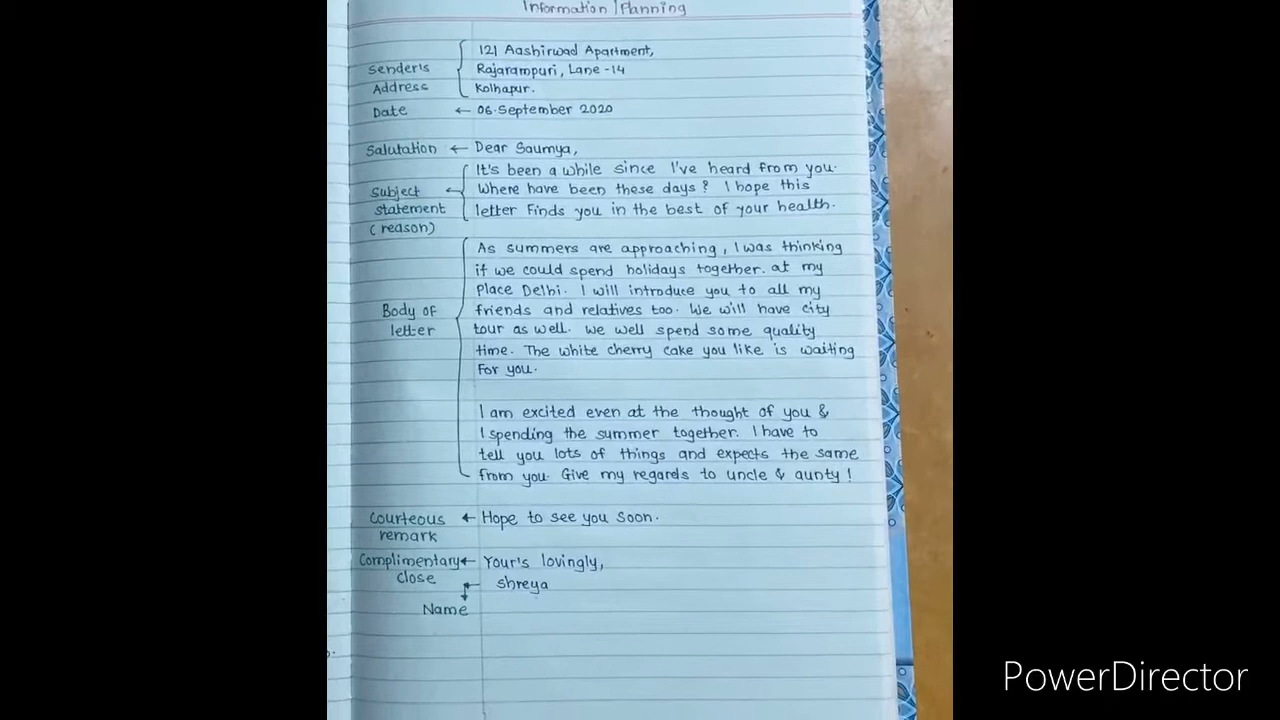 Information | Planning
121 Aashirwad Apartment,
Sender's
Rajarampuri, Lane -14
Address
Kolhapur.
Date ← 06.September 2020
Salutation ← Dear Saumya,
It's been a while since I've heard from you.
Subject ← Where have been these days? I hope this
statement letter finds you in the best of your health.
(reason)
As summers are approaching, I was thinking
if we could spend holidays together. at my
Place Delhi. I will introduce you to all my
Body of friends and relatives too. We will have city
letter tour as well. We well spend some quality
time. The white cherry cake you like is waiting
for you.
I am excited even at the thought of you &
I spending the summer together. I have to
tell you lots of things and expects the same
from you. Give my regards to uncle & aunty!
Courteous ← Hope to see you soon.
remark
Complimentary ← Your's lovingly,
close
shreya
Name
PowerDirector